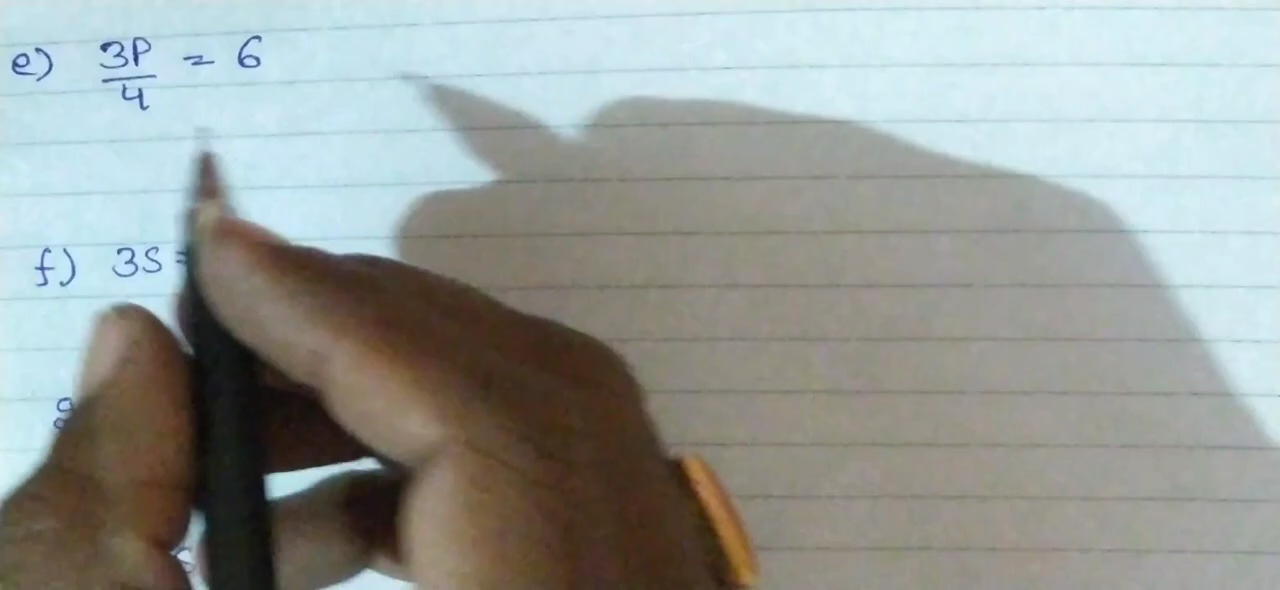 e) 3P/4 = 6
f) 3S =
g